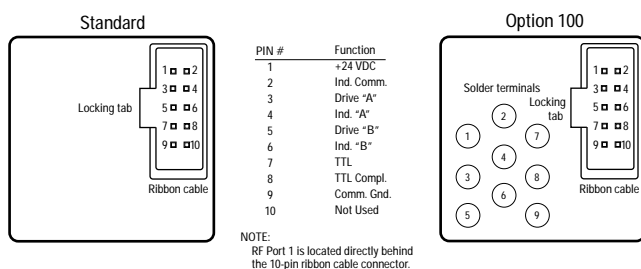 Standard
1 2
3 4
5 6
7 8
9 10
Locking tab
Ribbon cable
PIN # Function
1 +24 VDC
2 Ind. Comm.
3 Drive “A”
4 Ind. “A”
5 Drive “B”
6 Ind. “B”
7 TTL
8 TTL Compl.
9 Comm. Gnd.
10 Not Used
NOTE:
RF Port 1 is located directly behind
the 10-pin ribbon cable connector.
Option 100
1 2
3 4
5 6
7 8
9 10
Solder terminals
Locking
tab
Ribbon cable
2
1 7
4
3 8
6
5 9